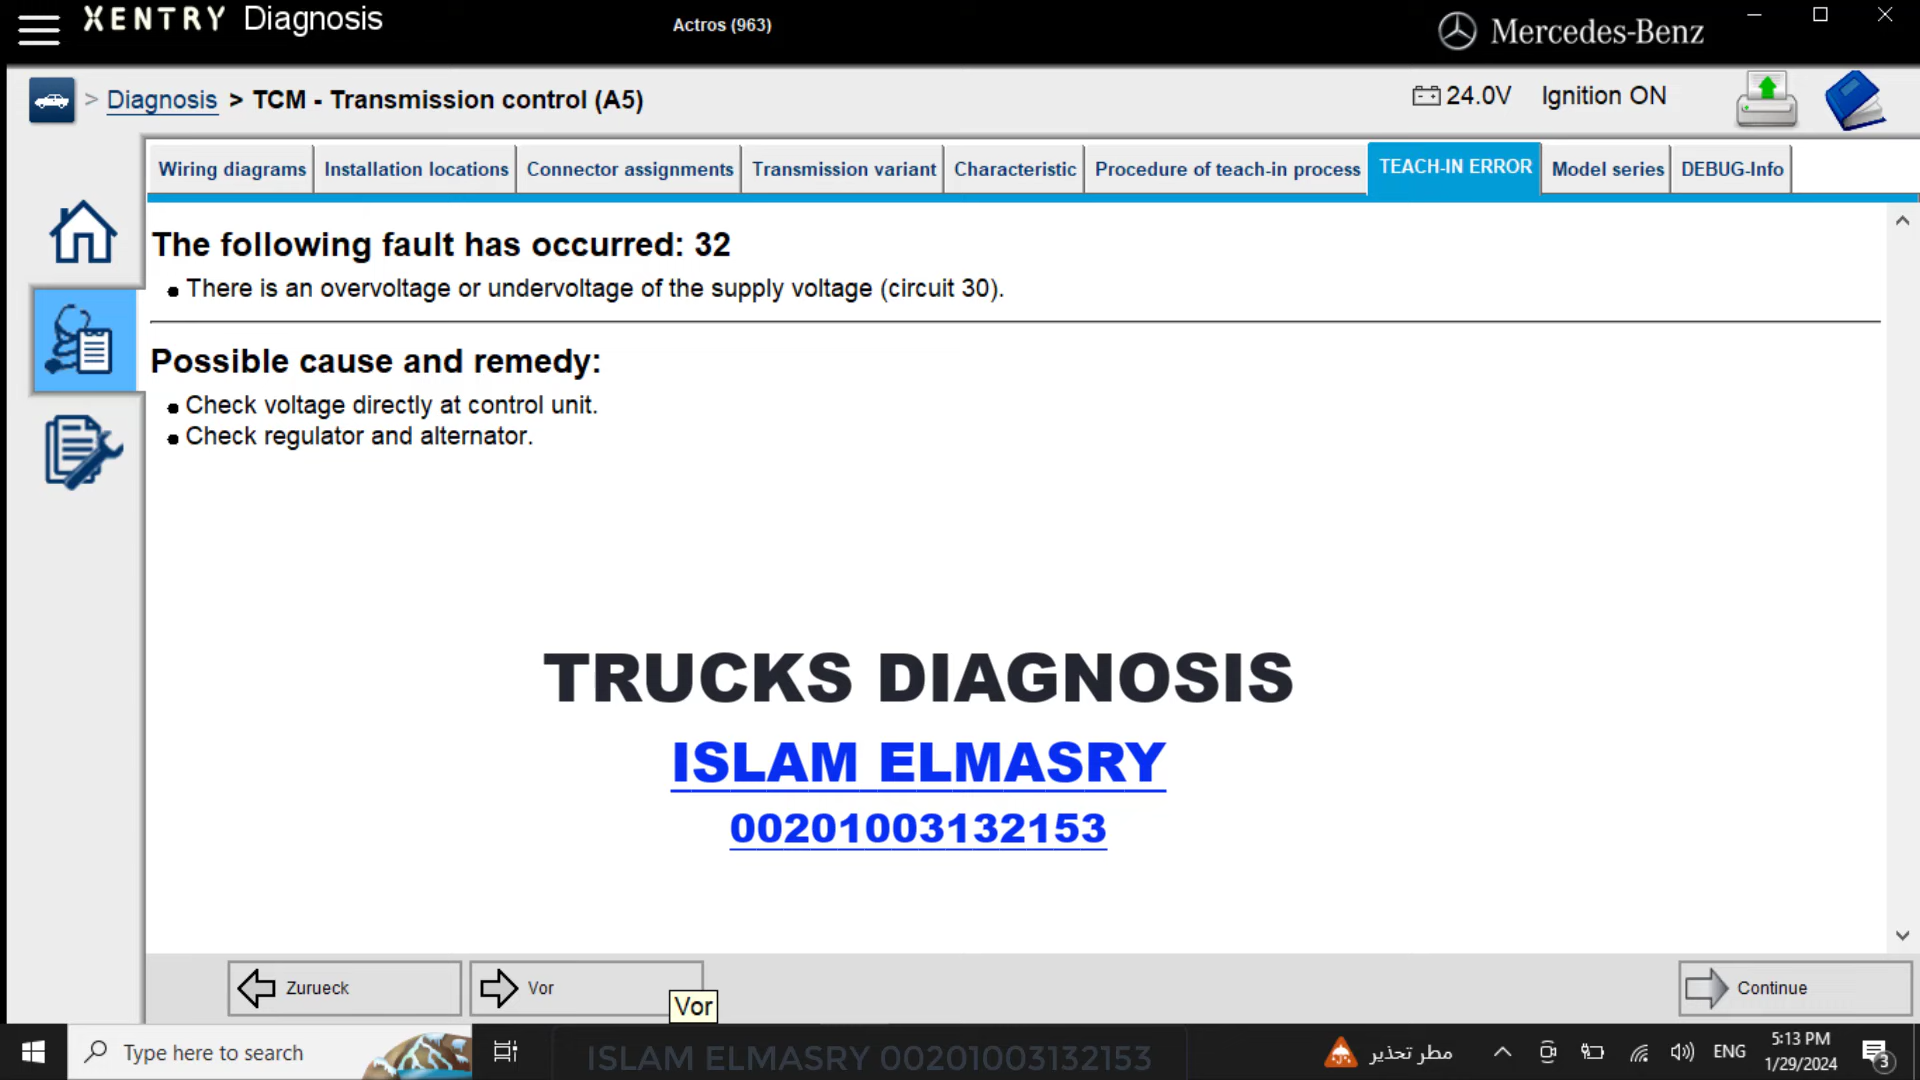 XENTRY Diagnosis
Actros (963)
Mercedes-Benz
> Diagnosis > TCM - Transmission control (A5)
24.0V Ignition ON
Wiring diagrams
Installation locations
Connector assignments
Transmission variant
Characteristic
Procedure of teach-in process
TEACH-IN ERROR
Model series
DEBUG-Info
The following fault has occurred: 32
● There is an overvoltage or undervoltage of the supply voltage (circuit 30).
Possible cause and remedy:
● Check voltage directly at control unit.
● Check regulator and alternator.
TRUCKS DIAGNOSIS
ISLAM ELMASRY
00201003132153
Zurueck
Vor
Vor
Continue
Type here to search
ISLAM ELMASRY 00201003132153
مطر تحذير
ENG
5:13 PM
1/29/2024
3